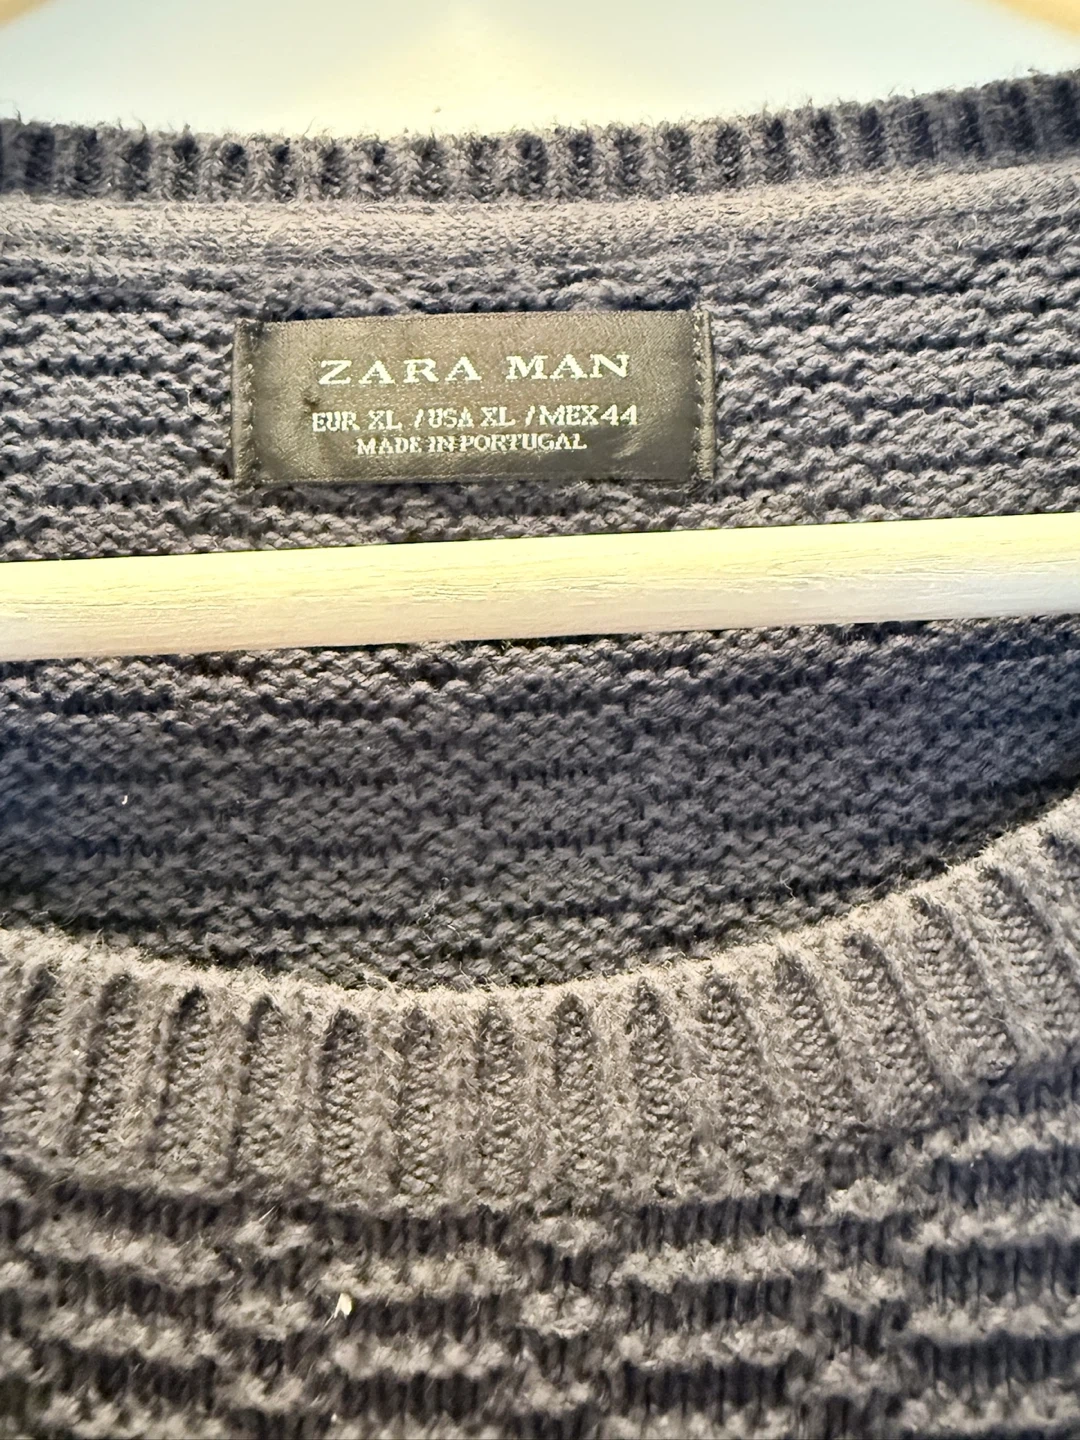 ZARA MAN
EUR XL / USA XL / MEX44
MADE IN PORTUGAL